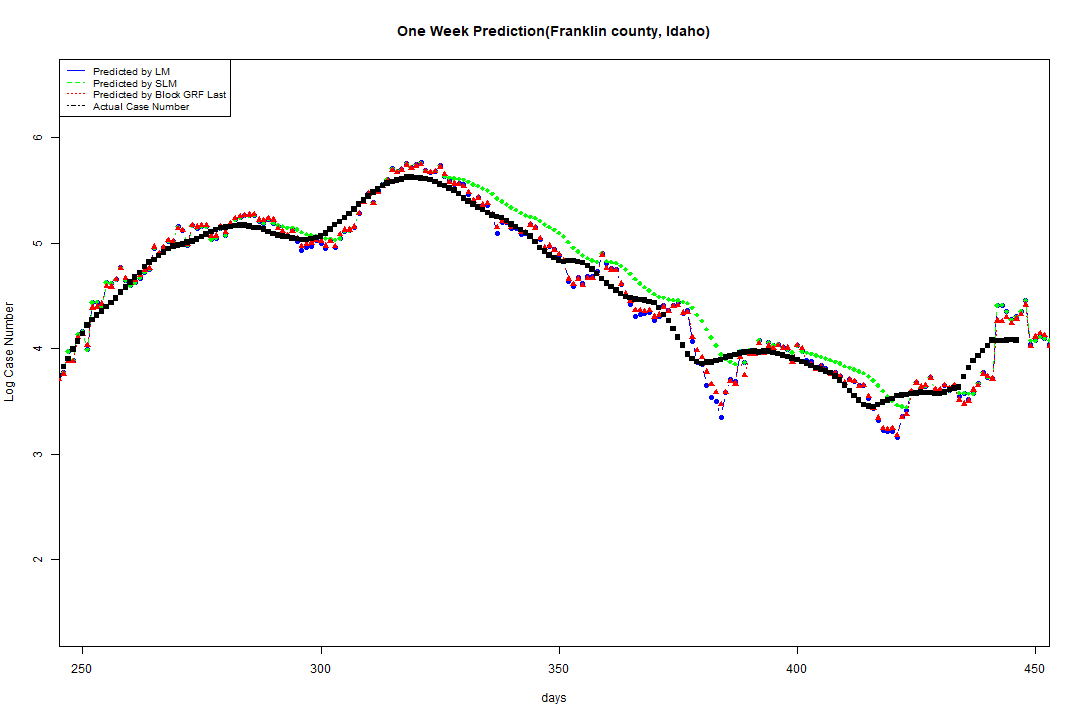 One Week Prediction(Franklin county, Idaho)
Predicted by LM
Predicted by SLM
Predicted by Block GRF Last
Actual Case Number
6
5
4
3
2
Log Case Number
250 300 350 400 450
days